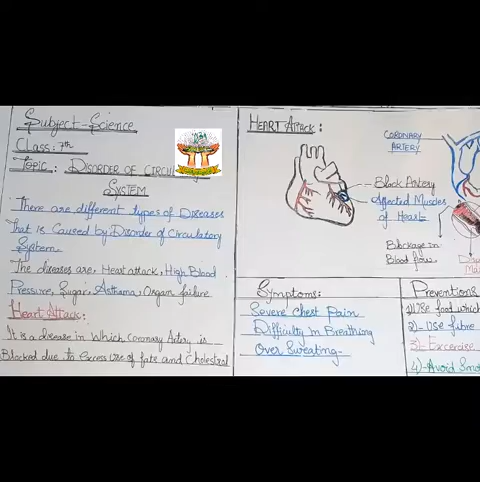 Subject-Science
Class: 7th
Topic: DISORDER OF CIRCU
SYSTEM
There are different types of Diseases
That is Caused by Disorder of Circulatory
System
The diseases are, Heart attack, High Blood
Pressure, Sugar, Asthama, Organ failure
Heart Attack:
It is a disease in Which Coronary Artery is
Blocked due to Excess Use of fate and Cholestral
HEART ATTACK:
CORONARY
ARTERY
Block Artery
Affected Muscles
of Heart
Blockage in
Blood flow
Symptoms:
Severe Chest Pain
Difficulty in Breathing
Over Sweating
Preventions
1) Use food which
2)- Use fibre
3)- Excercise
4)-Avoid Smo